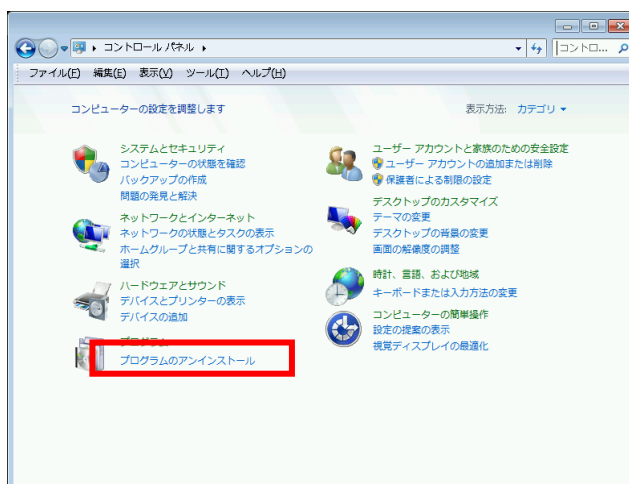 コントロール パネル
コントロ...
ファイル(F) 編集(E) 表示(V) ツール(T) ヘルプ(H)
コンピューターの設定を調整します
表示方法: カテゴリ
システムとセキュリティ
コンピューターの状態を確認
バックアップの作成
問題の発見と解決
ネットワークとインターネット
ネットワークの状態とタスクの表示
ホームグループと共有に関するオプションの
選択
ハードウェアとサウンド
デバイスとプリンターの表示
デバイスの追加
プログラム
プログラムのアンインストール
ユーザー アカウントと家族のための安全設定
ユーザー アカウントの追加または削除
保護者による制限の設定
デスクトップのカスタマイズ
テーマの変更
デスクトップの背景の変更
画面の解像度の調整
時計、言語、および地域
キーボードまたは入力方法の変更
コンピューターの簡単操作
設定の提案の表示
視覚ディスプレイの最適化